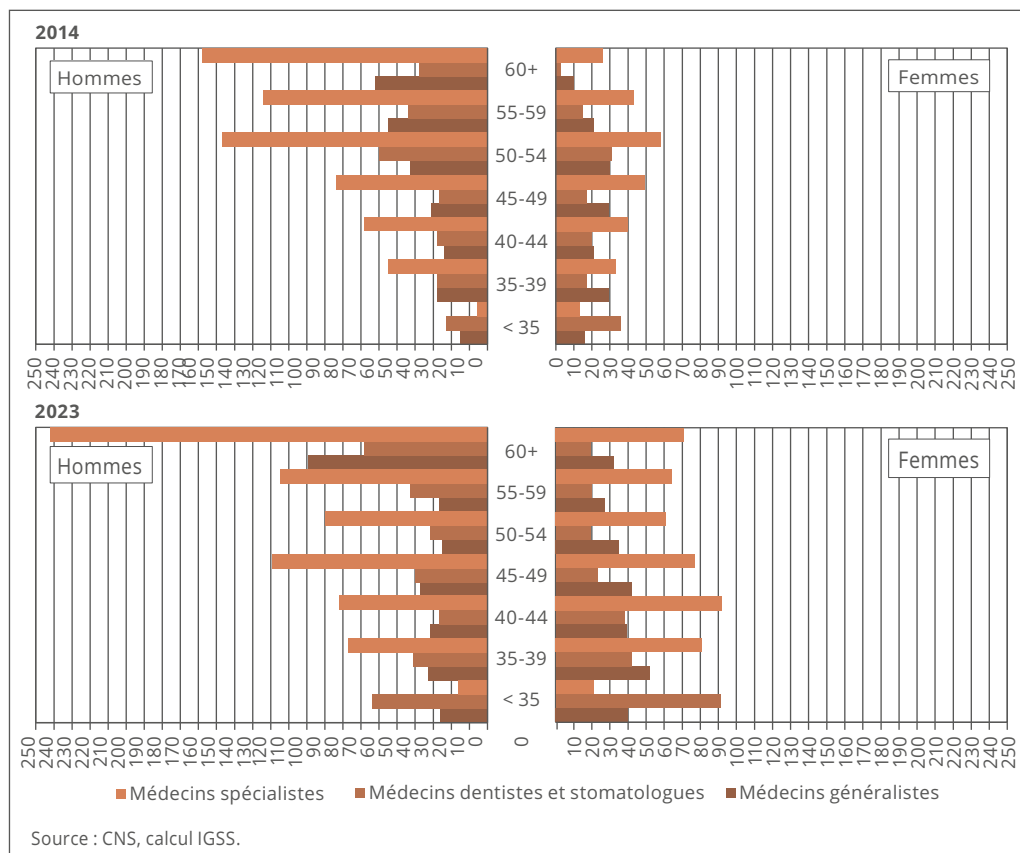 2014
Hommes
Femmes
60+
55-59
50-54
45-49
40-44
35-39
< 35
250 240 230 220 210 200 190 180 170 160 150 140 130 120 110 100 90 80 70 60 50 40 30 20 10 0
0 10 20 30 40 50 60 70 80 90 100 110 120 130 140 150 160 170 180 190 200 210 220 230 240 250
2023
Hommes
Femmes
60+
55-59
50-54
45-49
40-44
35-39
< 35
250 240 230 220 210 200 190 180 170 160 150 140 130 120 110 100 90 80 70 60 50 40 30 20 10 0
0 10 20 30 40 50 60 70 80 90 100 110 120 130 140 150 160 170 180 190 200 210 220 230 240 250
Médecins spécialistes Médecins dentistes et stomatologues Médecins généralistes
Source : CNS, calcul IGSS.